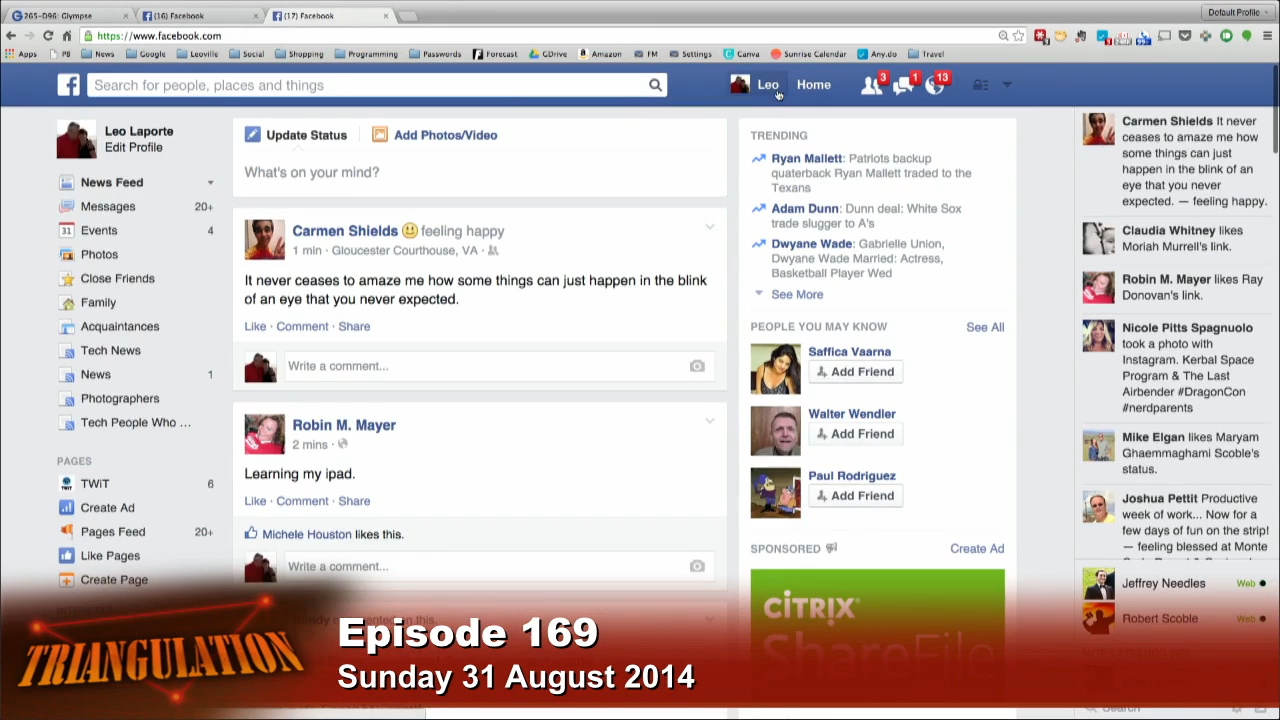 265-D96: Glympse
(16) Facebook
(17) Facebook
Default Profile
https://www.facebook.com
Apps
PB
News
Google
Leoville
Social
Shopping
Programming
Passwords
Forecast
GDrive
Amazon
FM
Settings
Canva
Sunrise Calendar
Any.do
Travel
Search for people, places and things
Leo
Home
3
1
13
Leo Laporte
Edit Profile
News Feed
Messages 20+
31 Events 4
Photos
Close Friends
Family
Acquaintances
Tech News
News 1
Photographers
Tech People Who ...
PAGES
TWiT 6
Create Ad
Pages Feed 20+
Like Pages
Create Page
Update Status
Add Photos/Video
What's on your mind?
Carmen Shields feeling happy
1 min · Gloucester Courthouse, VA ·
It never ceases to amaze me how some things can just happen in the blink
of an eye that you never expected.
Like · Comment · Share
Write a comment...
Robin M. Mayer
2 mins ·
Learning my ipad.
Like · Comment · Share
Michele Houston likes this.
Write a comment...
TRENDING
Ryan Mallett: Patriots backup
quaterback Ryan Mallett traded to the
Texans
Adam Dunn: Dunn deal: White Sox
trade slugger to A's
Dwyane Wade: Gabrielle Union,
Dwyane Wade Married: Actress,
Basketball Player Wed
See More
PEOPLE YOU MAY KNOW See All
Saffica Vaarna
Add Friend
Walter Wendler
Add Friend
Paul Rodriguez
Add Friend
SPONSORED Create Ad
CİTRIX
ShareFile
Carmen Shields It never
ceases to amaze me how
some things can just
happen in the blink
of an eye that you never
expected. — feeling happy.
Claudia Whitney likes
Moriah Murrell's link.
Robin M. Mayer likes Ray
Donovan's link.
Nicole Pitts Spagnuolo
took a photo with
Instagram. Kerbal Space
Program & The Last
Airbender #DragonCon
#nerdparents
Mike Elgan likes Maryam
Ghaemmaghami Scoble's
status.
Joshua Pettit Productive
week of work... Now for a
few days of fun on the strip!
— feeling blessed at Monte
Jeffrey Needles Web
Robert Scoble Web
Search
TRIANGULATION
Episode 169
Sunday 31 August 2014